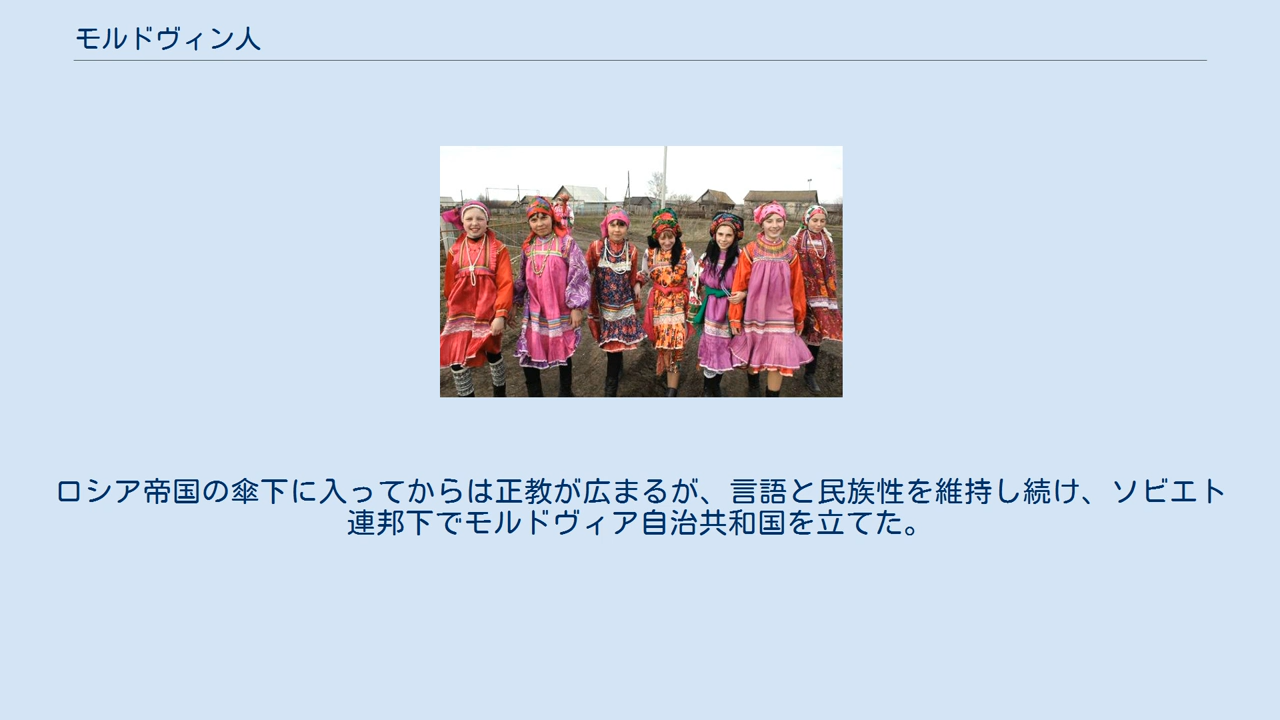 モルドヴィン人
ロシア帝国の傘下に入ってからは正教が広まるが、言語と民族性を維持し続け、ソビエト
連邦下でモルドヴィア自治共和国を立てた。